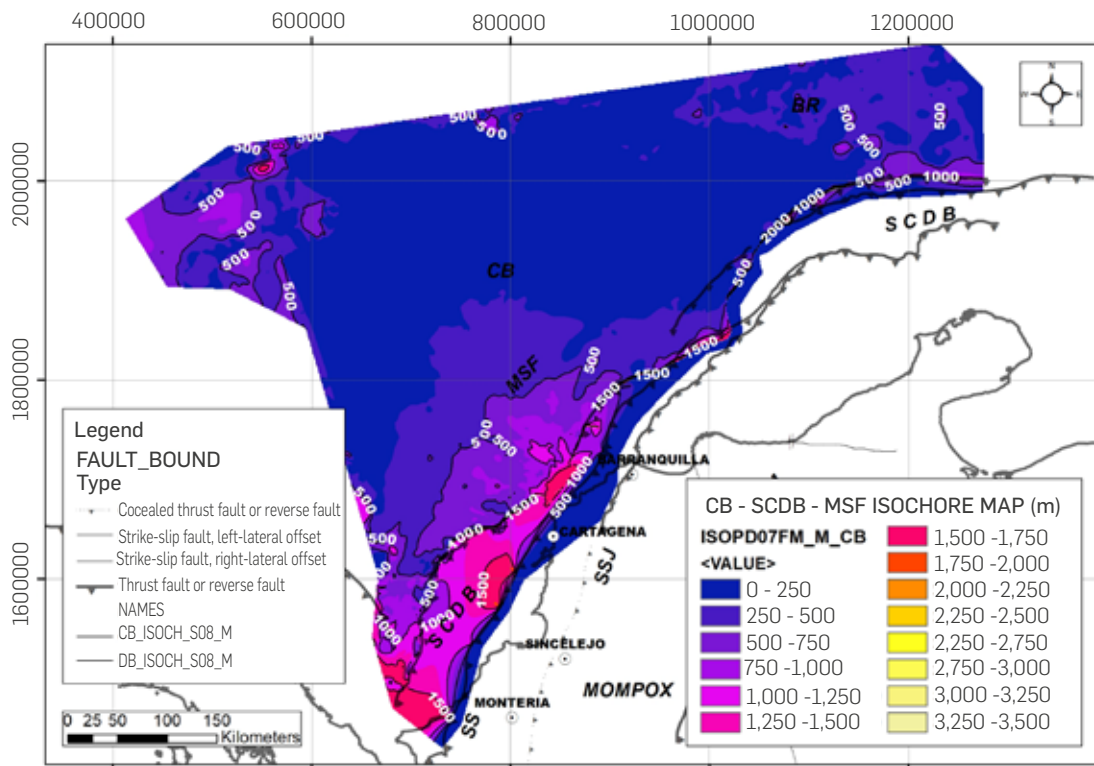 400000 600000 800000 1000000 1200000
N
W E
S
2000000
1800000
1600000
BR
500 500 500
500 500 500
500 1000
500 500
1000
2000
SCDB
500
500
500
500
CB
500
500
1500
MSF
500
1500
1500
500
500
1000
BARRANQUILLA
1500
500
1000
CARTAGENA
500
SSJ
1500
500
1000
SCDB
1000
SINCELEJO
MOMPOX
1500
MONTERIA
SS
Legend
FAULT_BOUND
Type
Cocealed thrust fault or reverse fault
Strike-slip fault, left-lateral offset
Strike-slip fault, right-lateral offset
Thrust fault or reverse fault
NAMES
CB_ISOCH_S08_M
DB_ISOCH_S08_M
0 25 50 100 150
Kilometers
CB - SCDB - MSF ISOCHORE MAP (m)
ISOPD07FM_M_CB
<VALUE>
0 - 250
250 - 500
500 -750
750 -1,000
1,000 -1,250
1,250 -1,500
1,500 -1,750
1,750 -2,000
2,000 -2,250
2,250 -2,500
2,250 -2,750
2,750 -3,000
3,000 -3,250
3,250 -3,500